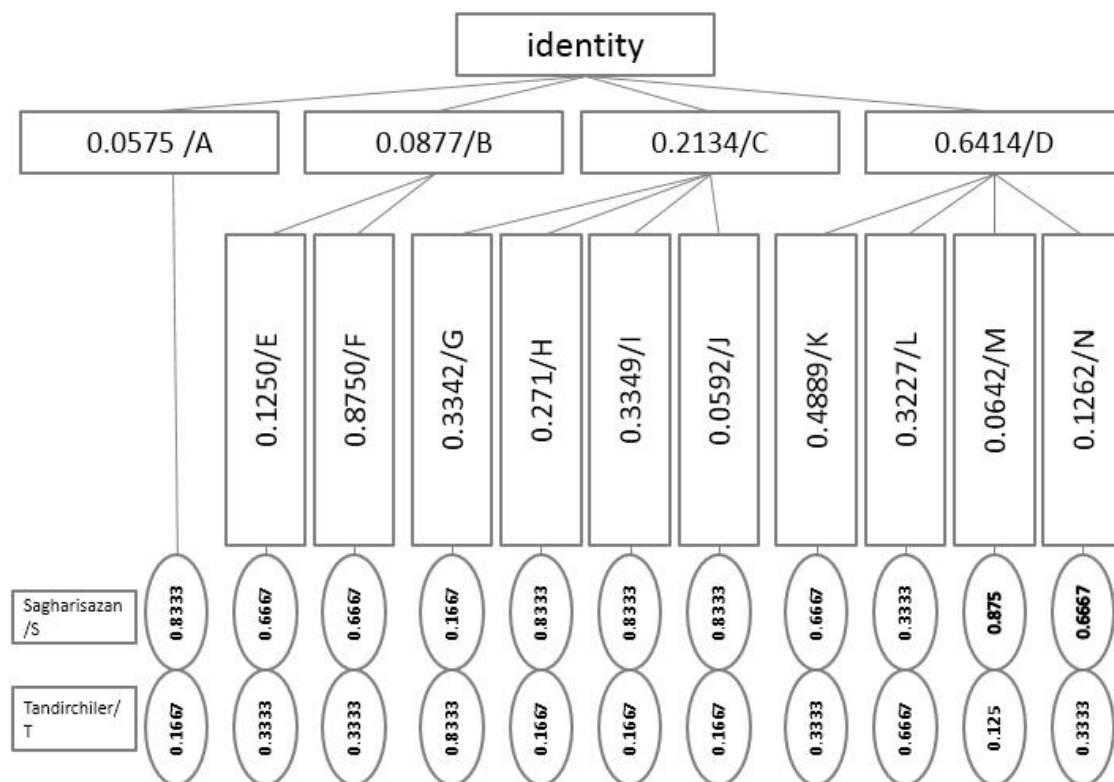 identity
0.0575 /A
0.0877/B
0.2134/C
0.6414/D
0.1250/E
0.8750/F
0.3342/G
0.271/H
0.3349/I
0.0592/J
0.4889/K
0.3227/L
0.0642/M
0.1262/N
Sagharisazan
/S
0.8333
0.6667
0.6667
0.1667
0.8333
0.8333
0.8333
0.6667
0.3333
0.875
0.6667
Tandirchiler/
T
0.1667
0.3333
0.3333
0.8333
0.1667
0.1667
0.1667
0.3333
0.6667
0.125
0.3333